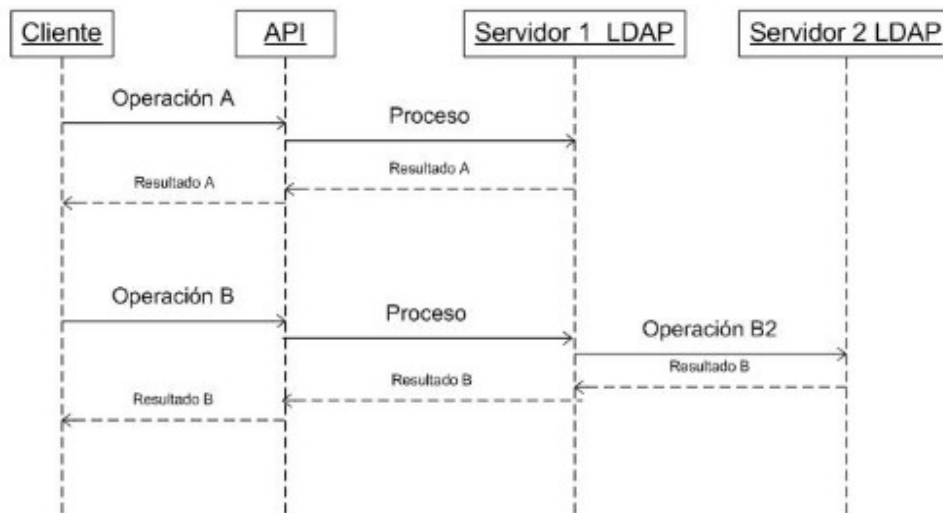 Cliente
API
Servidor 1 LDAP
Servidor 2 LDAP
Operación A
Proceso
Resultado A
Resultado A
Operación B
Proceso
Operación B2
Resultado B
Resultado B
Resultado B